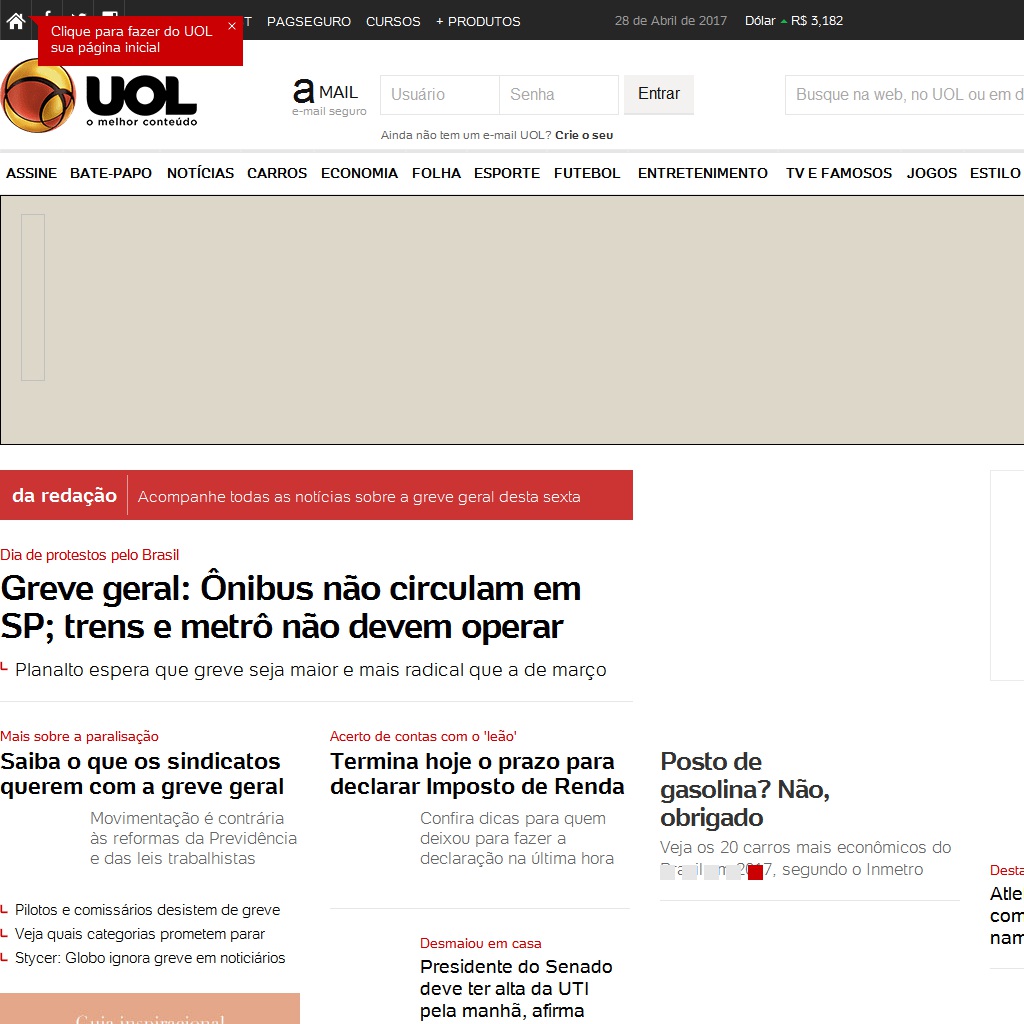 T PAGSEGURO CURSOS + PRODUTOS 28 de Abril de 2017 Dólar R$ 3,182
Clique para fazer do UOL ×
sua página inicial
UOL
o melhor conteúdo
a MAIL
e-mail seguro
Usuário Senha Entrar
Busque na web, no UOL ou em d
Ainda não tem um e-mail UOL? Crie o seu
ASSINE BATE-PAPO NOTÍCIAS CARROS ECONOMIA FOLHA ESPORTE FUTEBOL ENTRETENIMENTO TV E FAMOSOS JOGOS ESTILO
da redação Acompanhe todas as notícias sobre a greve geral desta sexta
Dia de protestos pelo Brasil
Greve geral: Ônibus não circulam em
SP; trens e metrô não devem operar
Planalto espera que greve seja maior e mais radical que a de março
Mais sobre a paralisação
Saiba o que os sindicatos
querem com a greve geral
Movimentação é contrária
às reformas da Previdência
e das leis trabalhistas
Pilotos e comissários desistem de greve
Veja quais categorias prometem parar
Stycer: Globo ignora greve em noticiários
Guia inspiracional
Acerto de contas com o 'leão'
Termina hoje o prazo para
declarar Imposto de Renda
Confira dicas para quem
deixou para fazer a
declaração na última hora
Desmaiou em casa
Presidente do Senado
deve ter alta da UTI
pela manhã, afirma
Posto de
gasolina? Não,
obrigado
Veja os 20 carros mais econômicos do
Brasil em 2017, segundo o Inmetro
Desta
Atle
com
nam